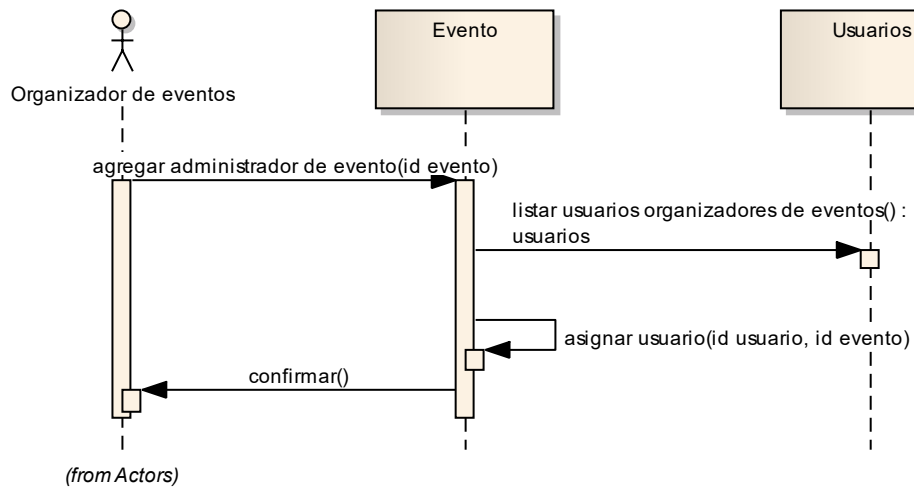 Evento
Usuarios
Organizador de eventos
agregar administrador de evento(id evento)
listar usuarios organizadores de eventos() :
usuarios
asignar usuario(id usuario, id evento)
confirmar()
(from Actors)